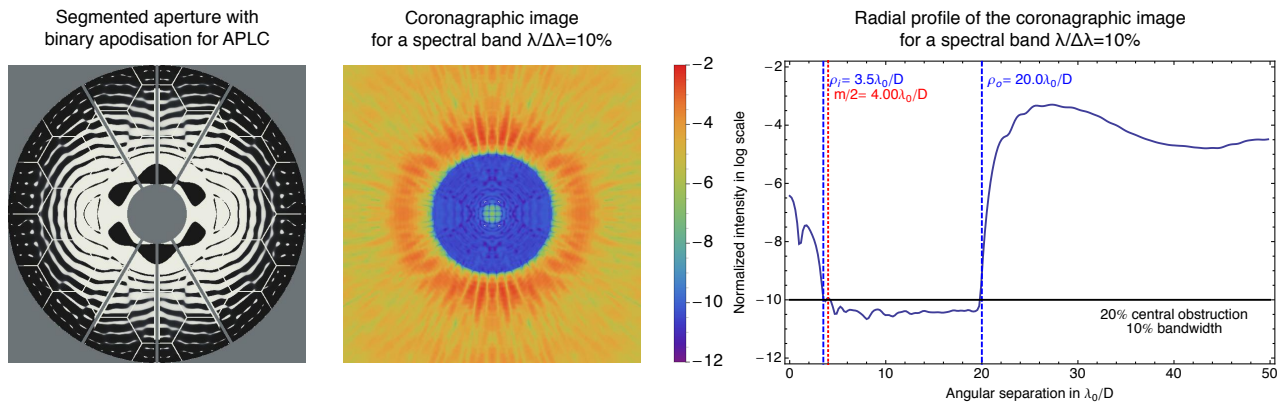 Segmented aperture with
binary apodisation for APLC
Coronagraphic image
for a spectral band λ/Δλ=10%
-2
-4
-6
-8
-10
-12
Radial profile of the coronagraphic image
for a spectral band λ/Δλ=10%
Normalized intensity in log scale
-2
-4
-6
-8
-10
-12
ρi= 3.5λ0/D
m/2= 4.00λ0/D
ρo= 20.0λ0/D
20% central obstruction
10% bandwidth
0 10 20 30 40 50
Angular separation in λ0/D